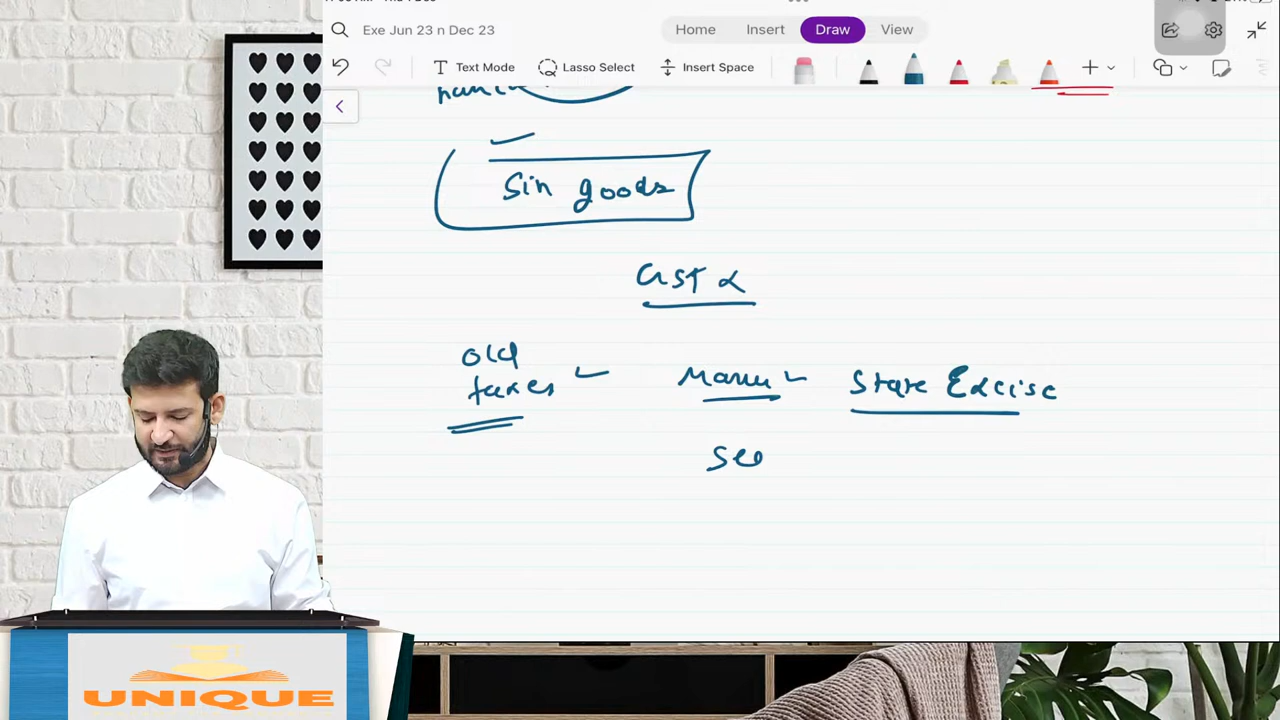 Exe Jun 23 n Dec 23
Home Insert Draw View
Text Mode Lasso Select Insert Space
Sin goods
GST
Old
taxes
Manu State Excise
UNIQUE